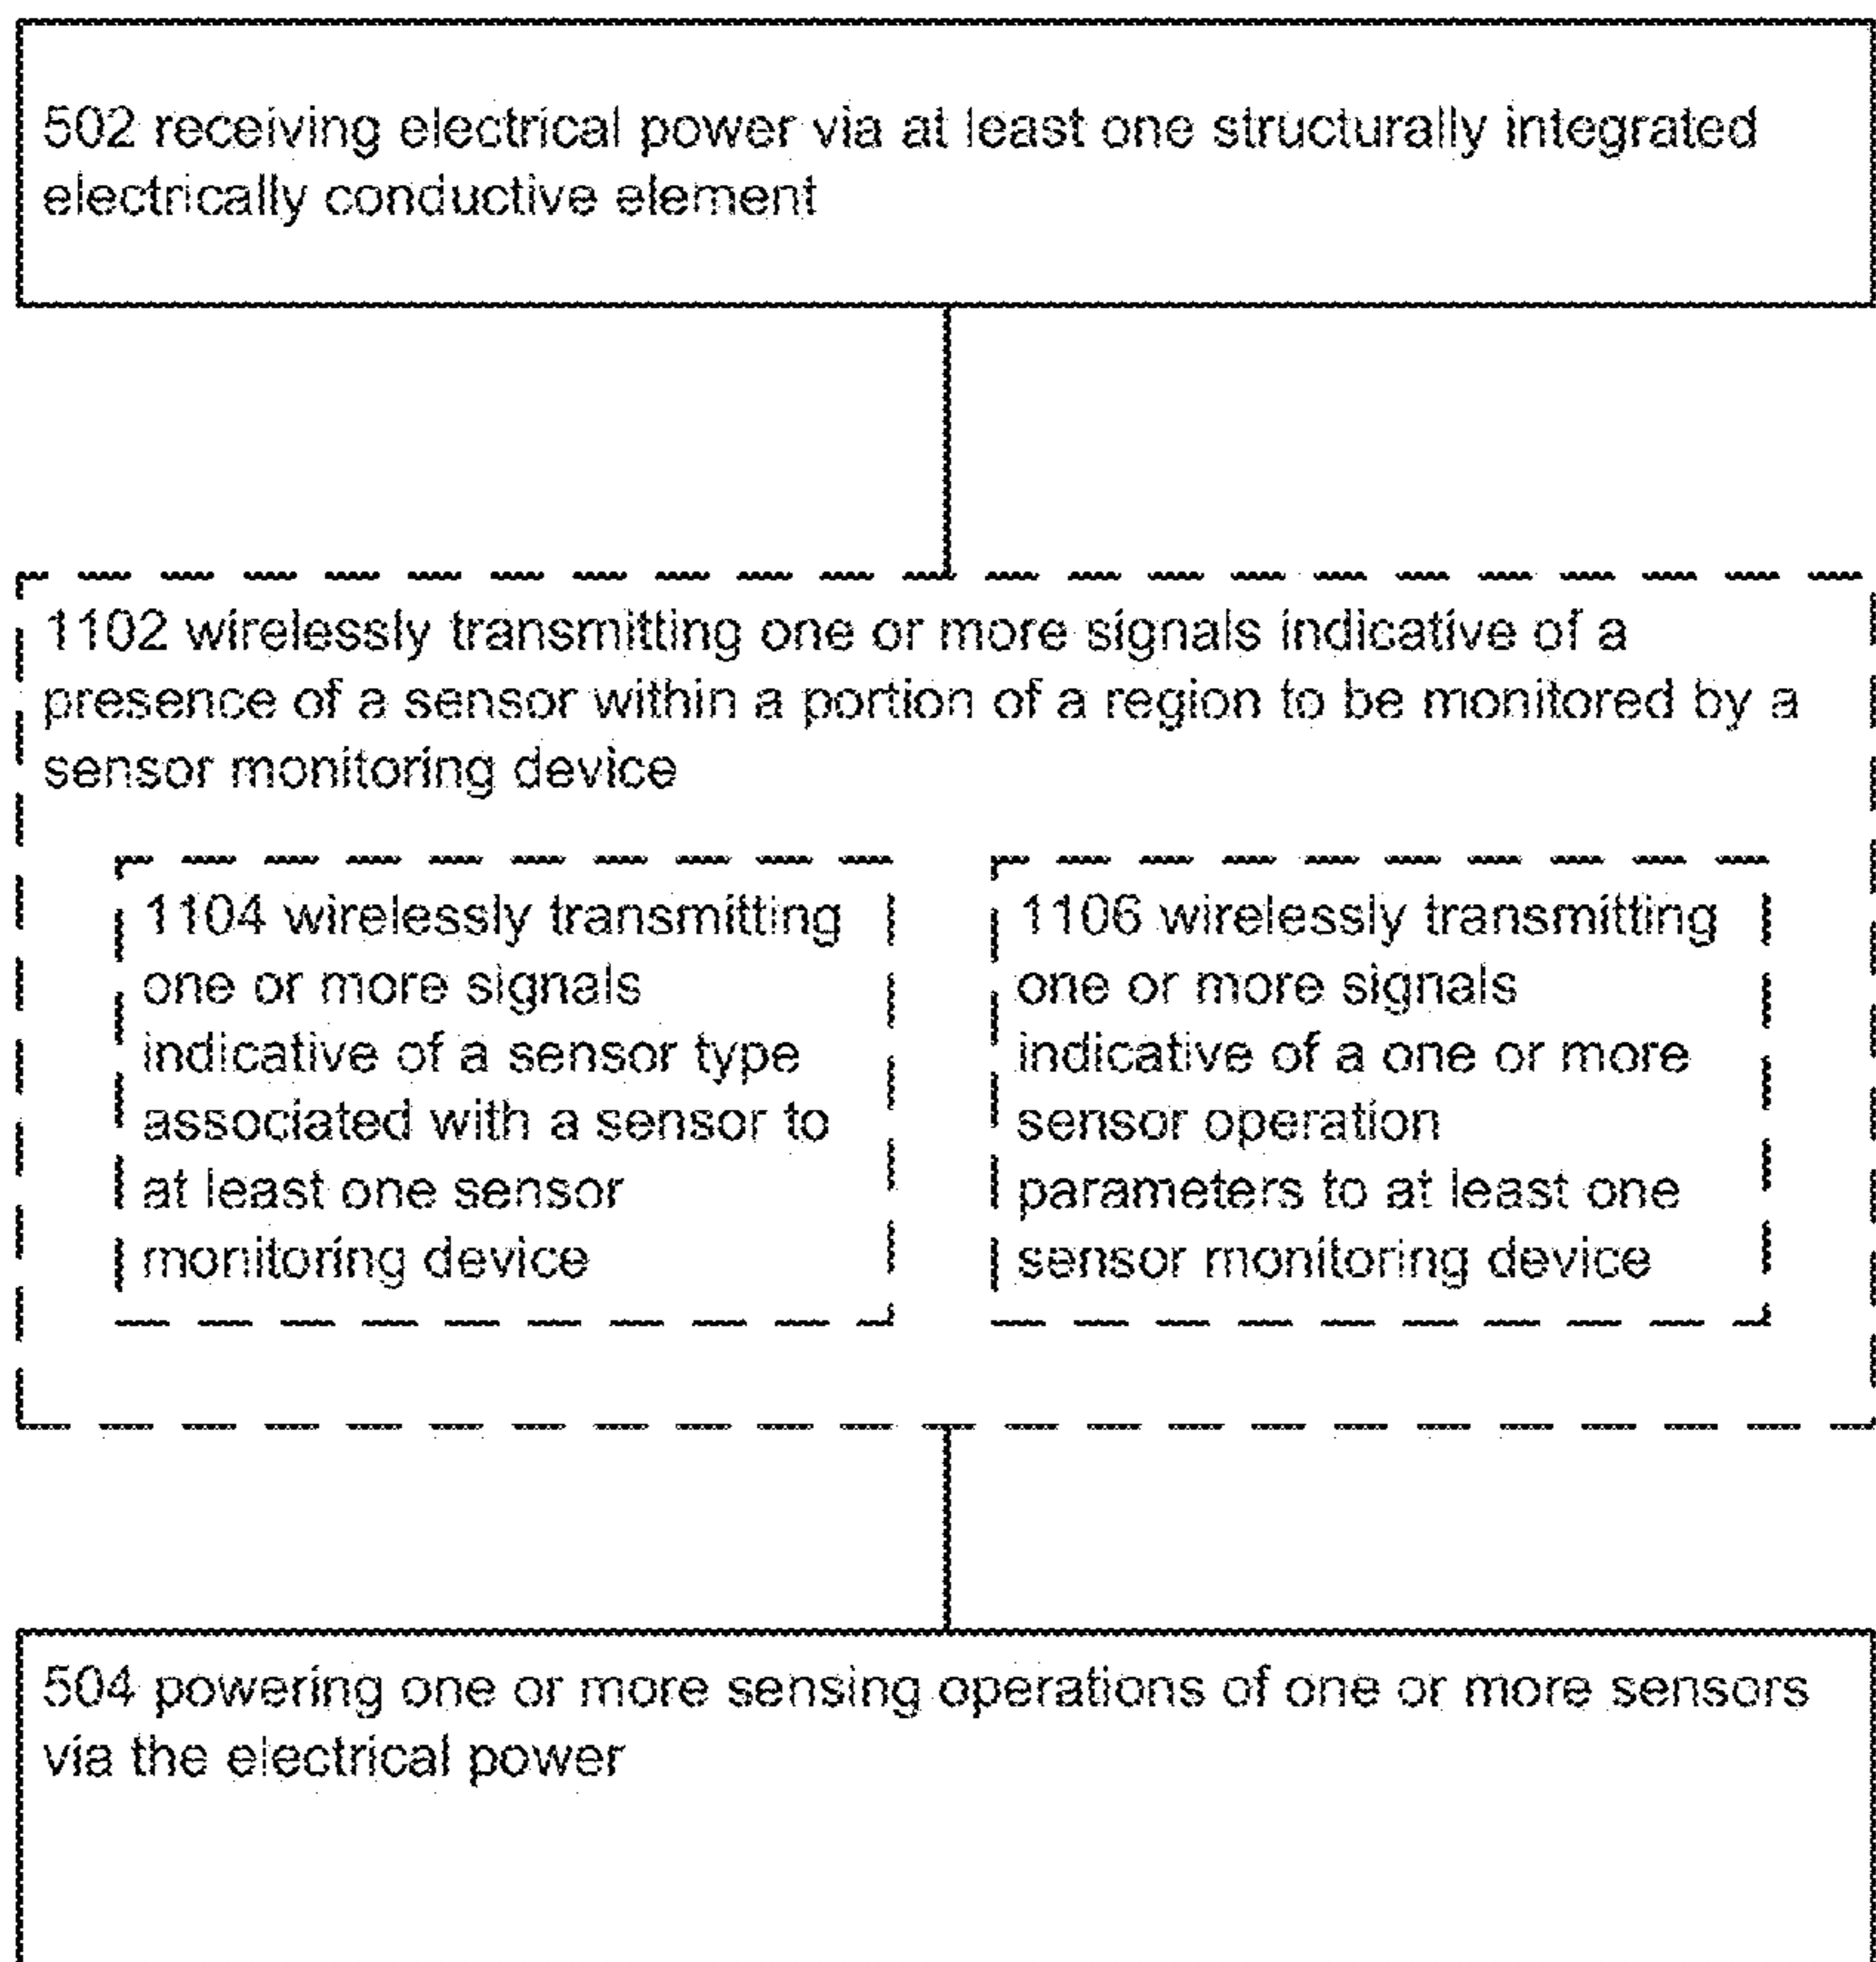 502 receiving electrical power via at least one structurally integrated
electrically conductive element
1102 wirelessly transmitting one or more signals indicative of a
presence of a sensor within a portion of a region to be monitored by a
sensor monitoring device
1104 wirelessly transmitting
one or more signals
indicative of a sensor type
associated with a sensor to
at least one sensor
monitoring device
1106 wirelessly transmitting
one or more signals
indicative of a one or more
sensor operation
parameters to at least one
sensor monitoring device
504 powering one or more sensing operations of one or more sensors
via the electrical power